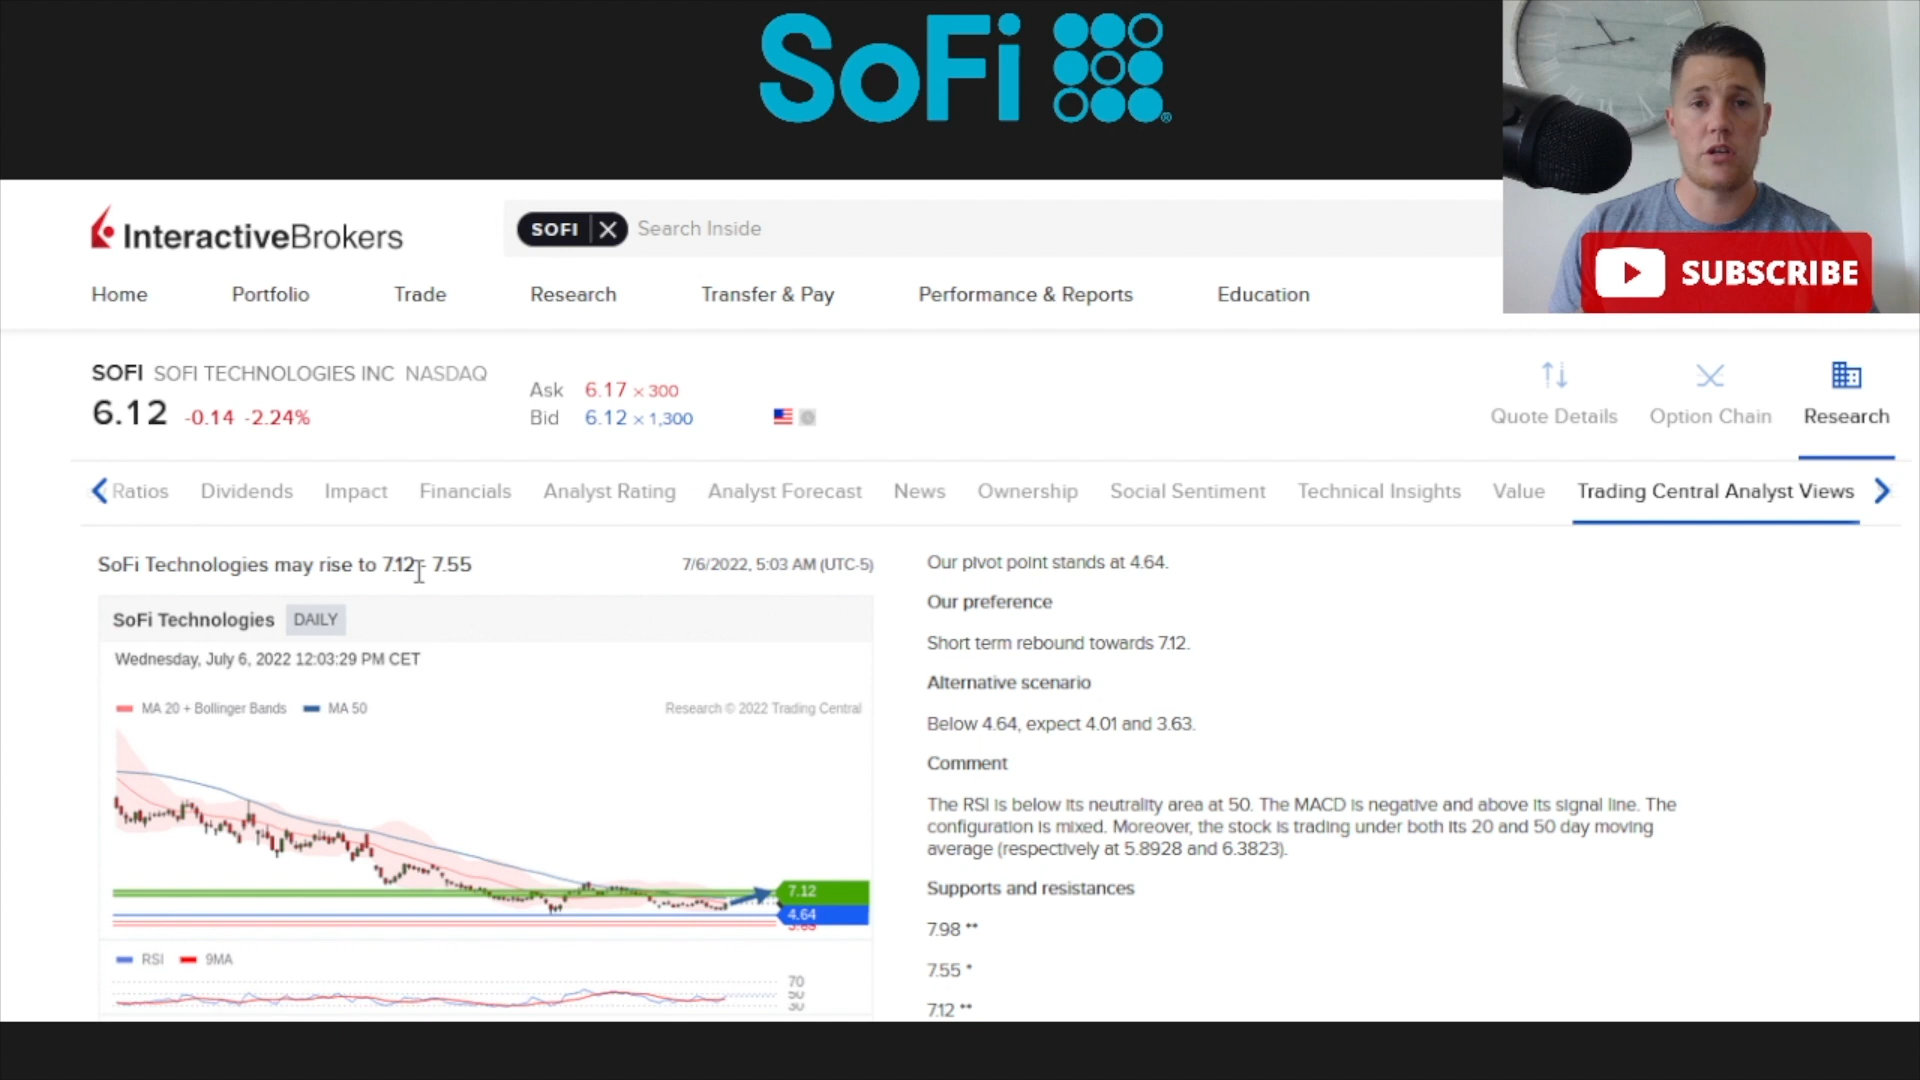 SoFi
SUBSCRIBE
InteractiveBrokers
SOFI
Search Inside
Home Portfolio Trade Research Transfer & Pay Performance & Reports Education
SOFI SOFI TECHNOLOGIES INC NASDAQ
6.12 -0.14 -2.24%
Ask 6.17 × 300
Bid 6.12 × 1,300
Quote Details Option Chain Research
Ratios Dividends Impact Financials Analyst Rating Analyst Forecast News Ownership Social Sentiment Technical Insights Value Trading Central Analyst Views
SoFi Technologies may rise to 7.12 - 7.55
7/6/2022, 5:03 AM (UTC-5)
SoFi Technologies DAILY
Wednesday, July 6, 2022 12:03:29 PM CET
MA 20 + Bollinger Bands MA 50
Research © 2022 Trading Central
7.12
4.64
RSI 9MA
70
50
30
Our pivot point stands at 4.64.
Our preference
Short term rebound towards 7.12.
Alternative scenario
Below 4.64, expect 4.01 and 3.63.
Comment
The RSI is below its neutrality area at 50. The MACD is negative and above its signal line. The
configuration is mixed. Moreover, the stock is trading under both its 20 and 50 day moving
average (respectively at 5.8928 and 6.3823).
Supports and resistances
7.98 **
7.55 *
7.12 **